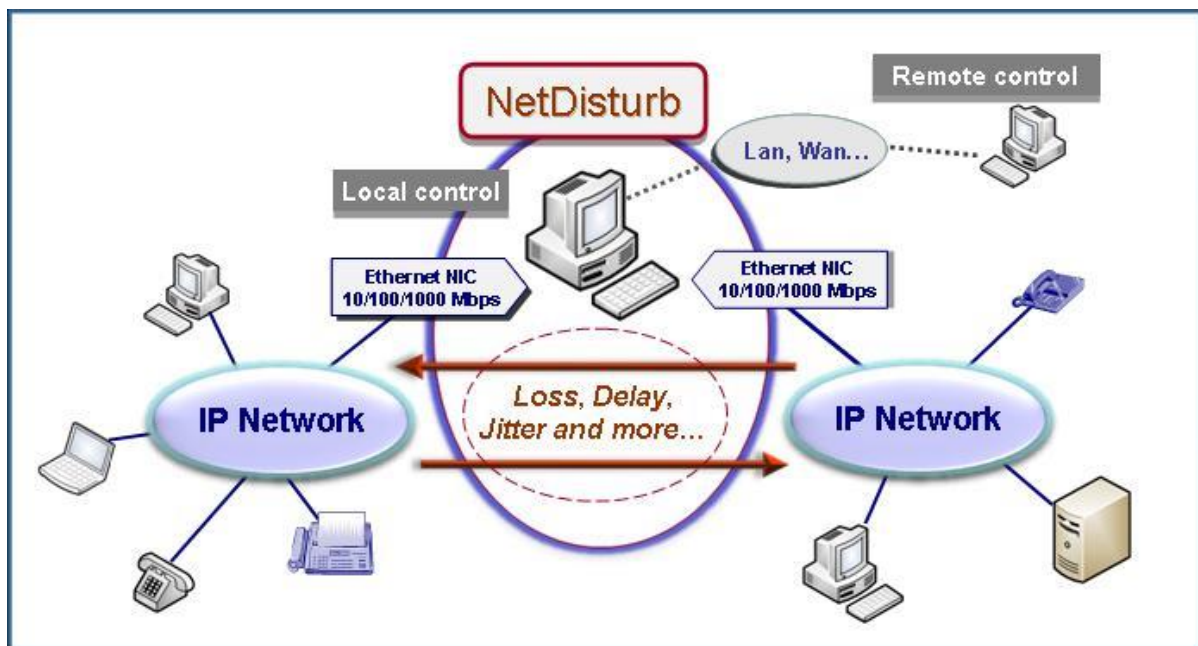 NetDisturb
Remote control
Lan, Wan...
Local control
Ethernet NIC
10/100/1000 Mbps
Ethernet NIC
10/100/1000 Mbps
IP Network
Loss, Delay,
Jitter and more...
IP Network